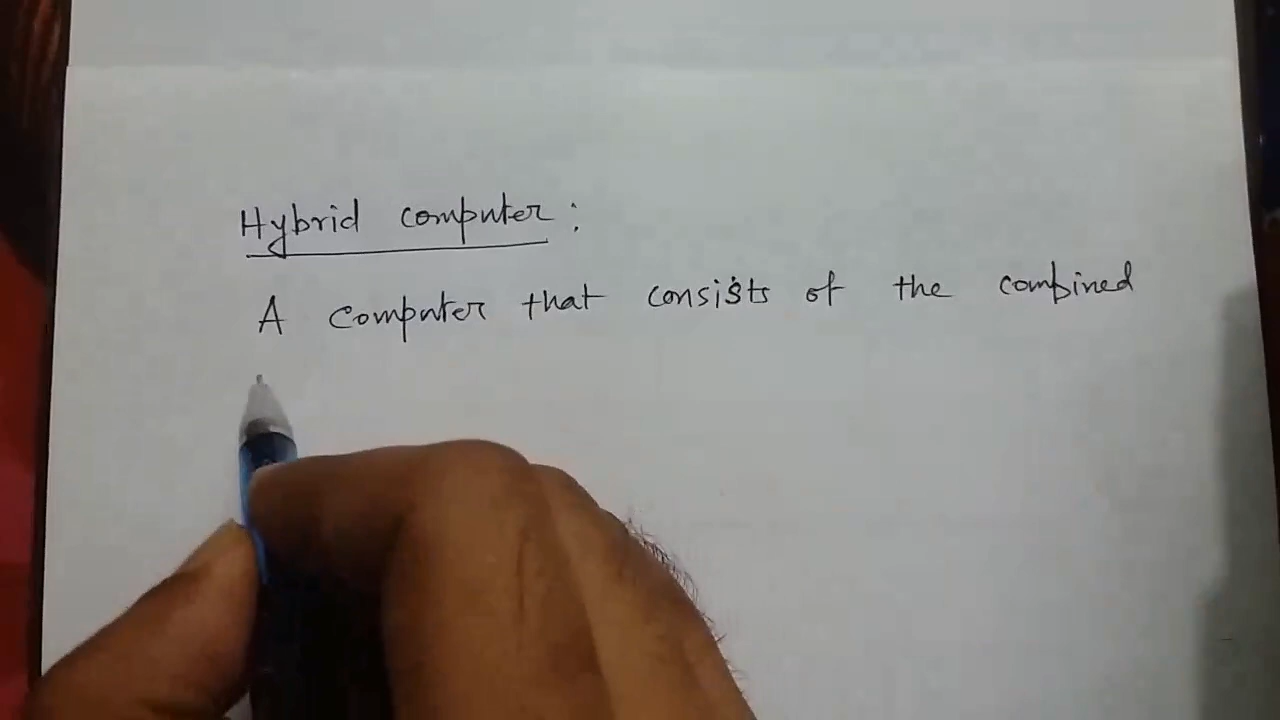 Hybrid computer :
A computer that consists of the combined